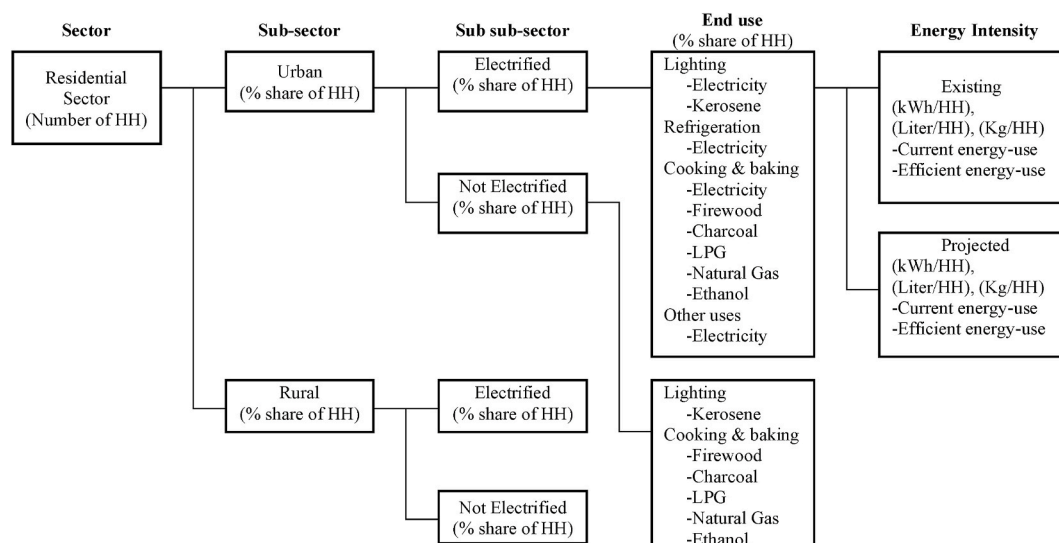 Sector
Sub-sector
Sub sub-sector
End use
(% share of HH)
Energy Intensity
Residential
Sector
(Number of HH)
Urban
(% share of HH)
Electrified
(% share of HH)
Not Electrified
(% share of HH)
Lighting
-Electricity
-Kerosene
Refrigeration
-Electricity
Cooking & baking
-Electricity
-Firewood
-Charcoal
-LPG
-Natural Gas
-Ethanol
Other uses
-Electricity
Existing
(kWh/HH),
(Liter/HH), (Kg/HH)
-Current energy-use
-Efficient energy-use
Projected
(kWh/HH),
(Liter/HH), (Kg/HH)
-Current energy-use
-Efficient energy-use
Rural
(% share of HH)
Electrified
(% share of HH)
Not Electrified
(% share of HH)
Lighting
-Kerosene
Cooking & baking
-Firewood
-Charcoal
-LPG
-Natural Gas
-Ethanol